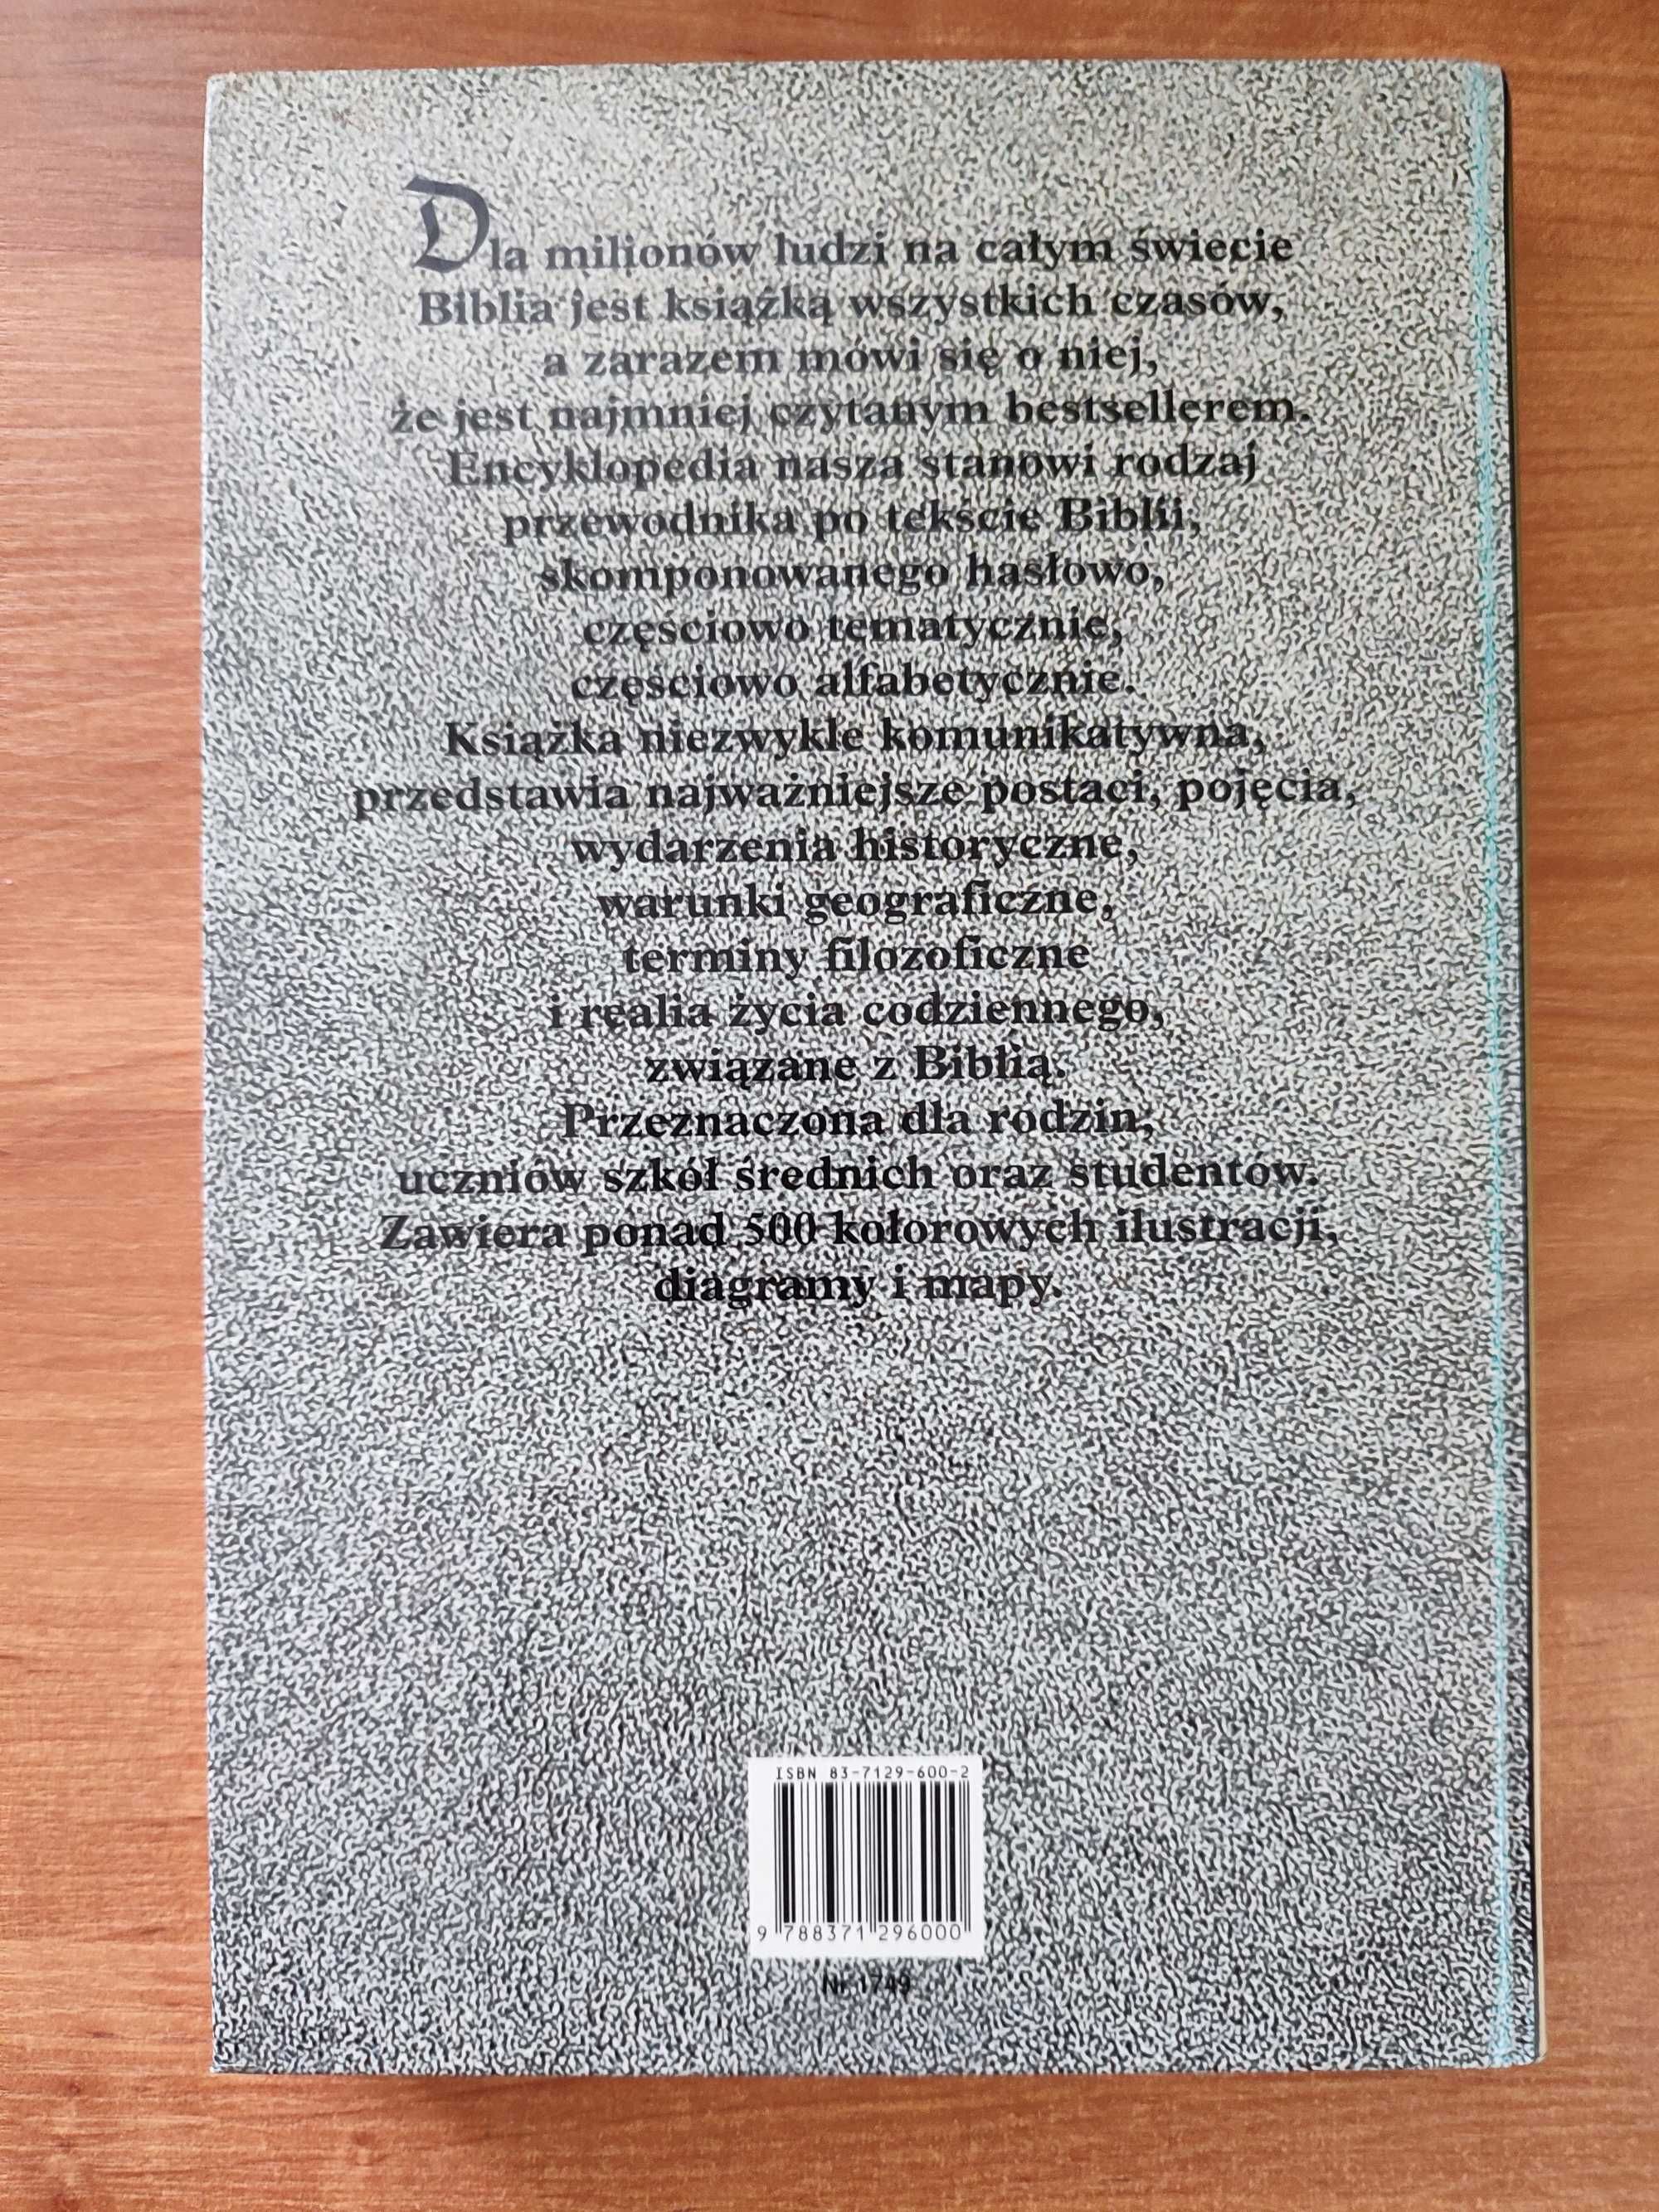 Dla milionów ludzi na całym świecie
Biblia jest książką wszystkich czasów,
a zarazem mówi się o niej,
że jest najmniej czytanym bestsellerem.
Encyklopedia nasza stanowi rodzaj
przewodnika po tekście Biblii,
skomponowanego hasłowo,
częściowo tematycznie,
częściowo alfabetycznie.
Książka niezwykle komunikatywna,
przedstawia najważniejsze postaci, pojęcia,
wydarzenia historyczne,
warunki geograficzne,
terminy filozoficzne
i realia życia codziennego,
związane z Biblią.
Przeznaczona dla rodzin,
uczniów szkół średnich oraz studentów.
Zawiera ponad 500 kolorowych ilustracji,
diagramy i mapy.
ISBN 83-7129-600-2
9 788371 296000
Nr 1749